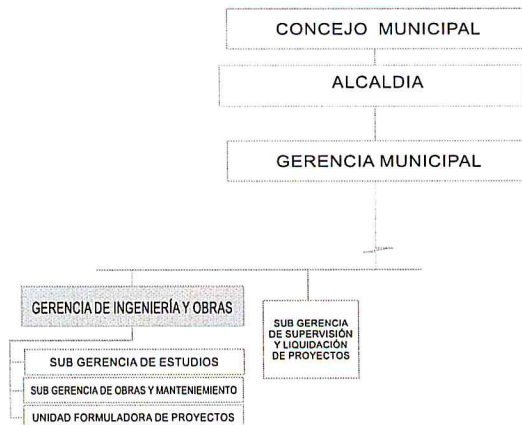 CONCEJO MUNICIPAL
ALCALDIA
GERENCIA MUNICIPAL
GERENCIA DE INGENIERÍA Y OBRAS
SUB GERENCIA
DE SUPERVISIÓN
Y LIQUIDACIÓN
DE PROYECTOS
SUB GERENCIA DE ESTUDIOS
SUB GERENCIA DE OBRAS Y MANTENIEMIENTO
UNIDAD FORMULADORA DE PROYECTOS